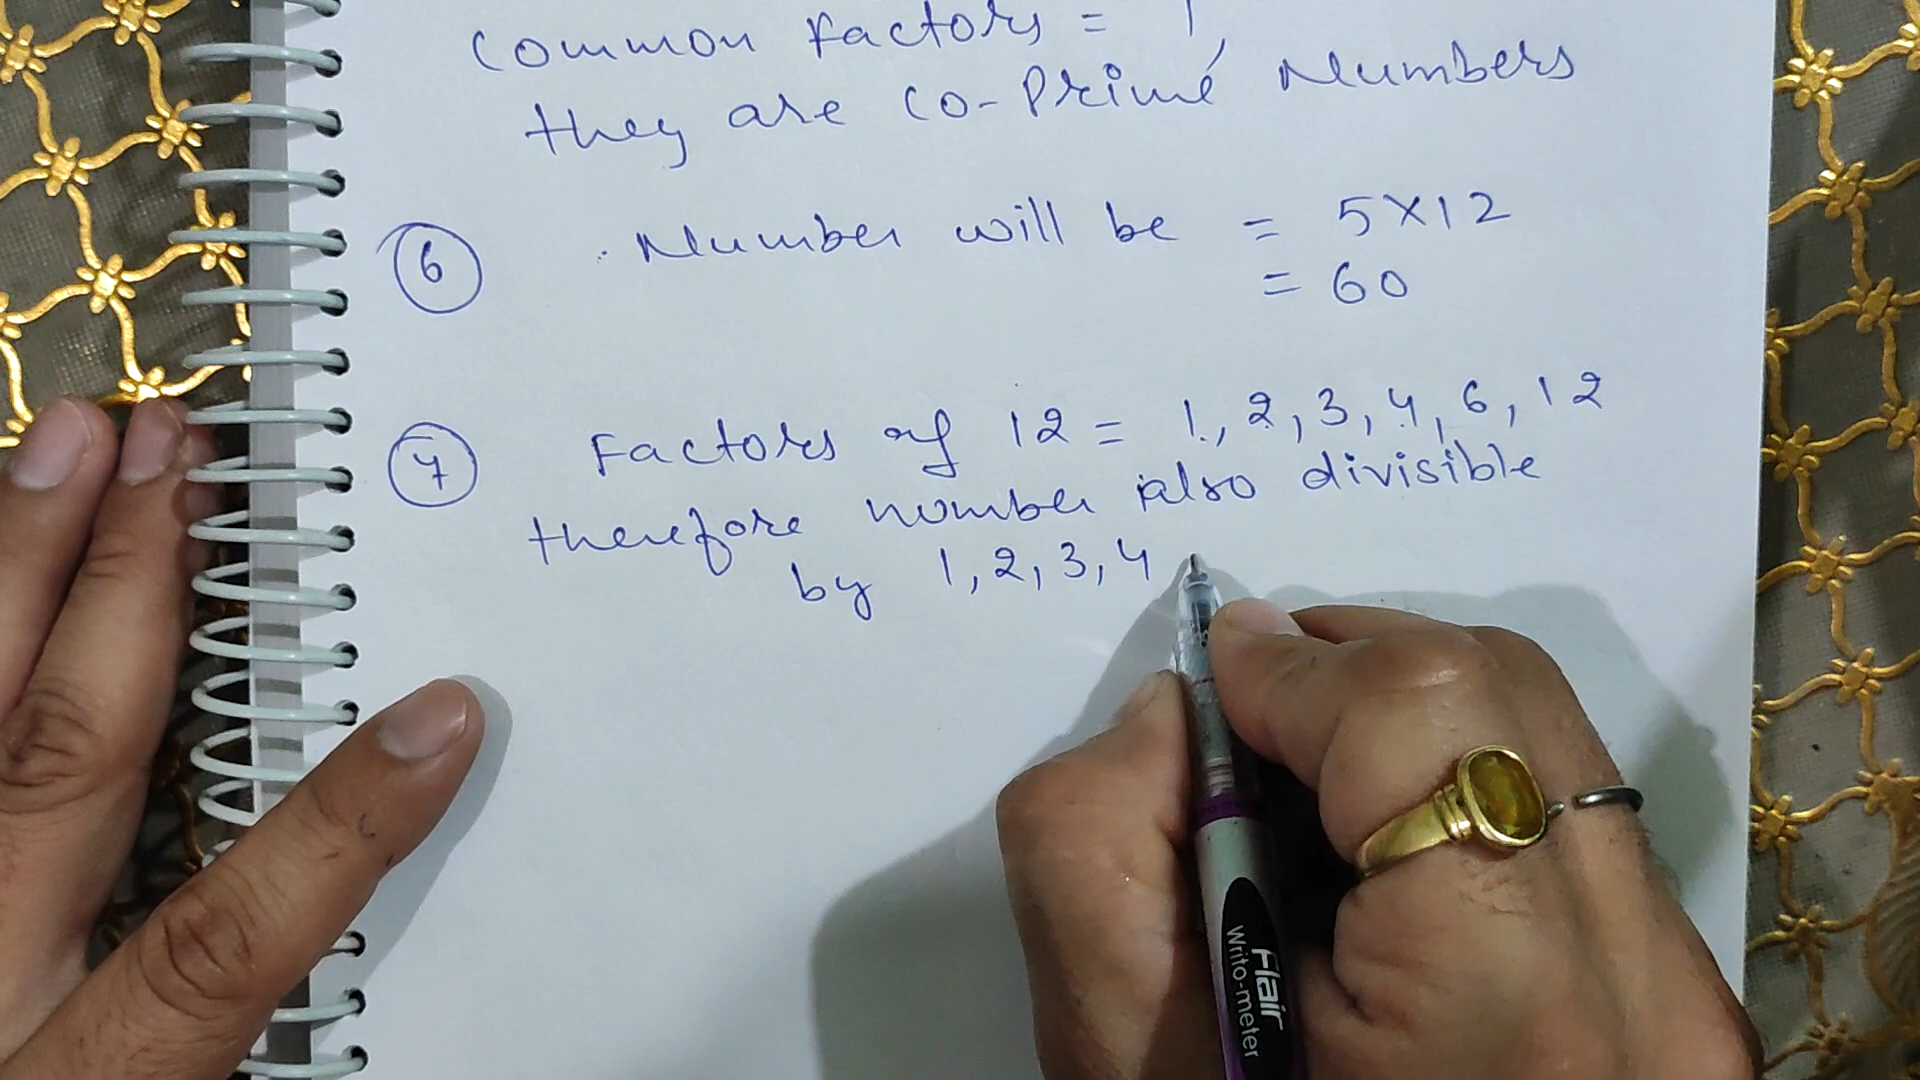 Common Factors = 1,
they are Co-Prime Numbers
6 Number will be = 5×12
= 60
7 Factors of 12 = 1, 2, 3, 4, 6, 12
therefore number also divisible
by 1, 2, 3, 4
Flair
Writo-meter